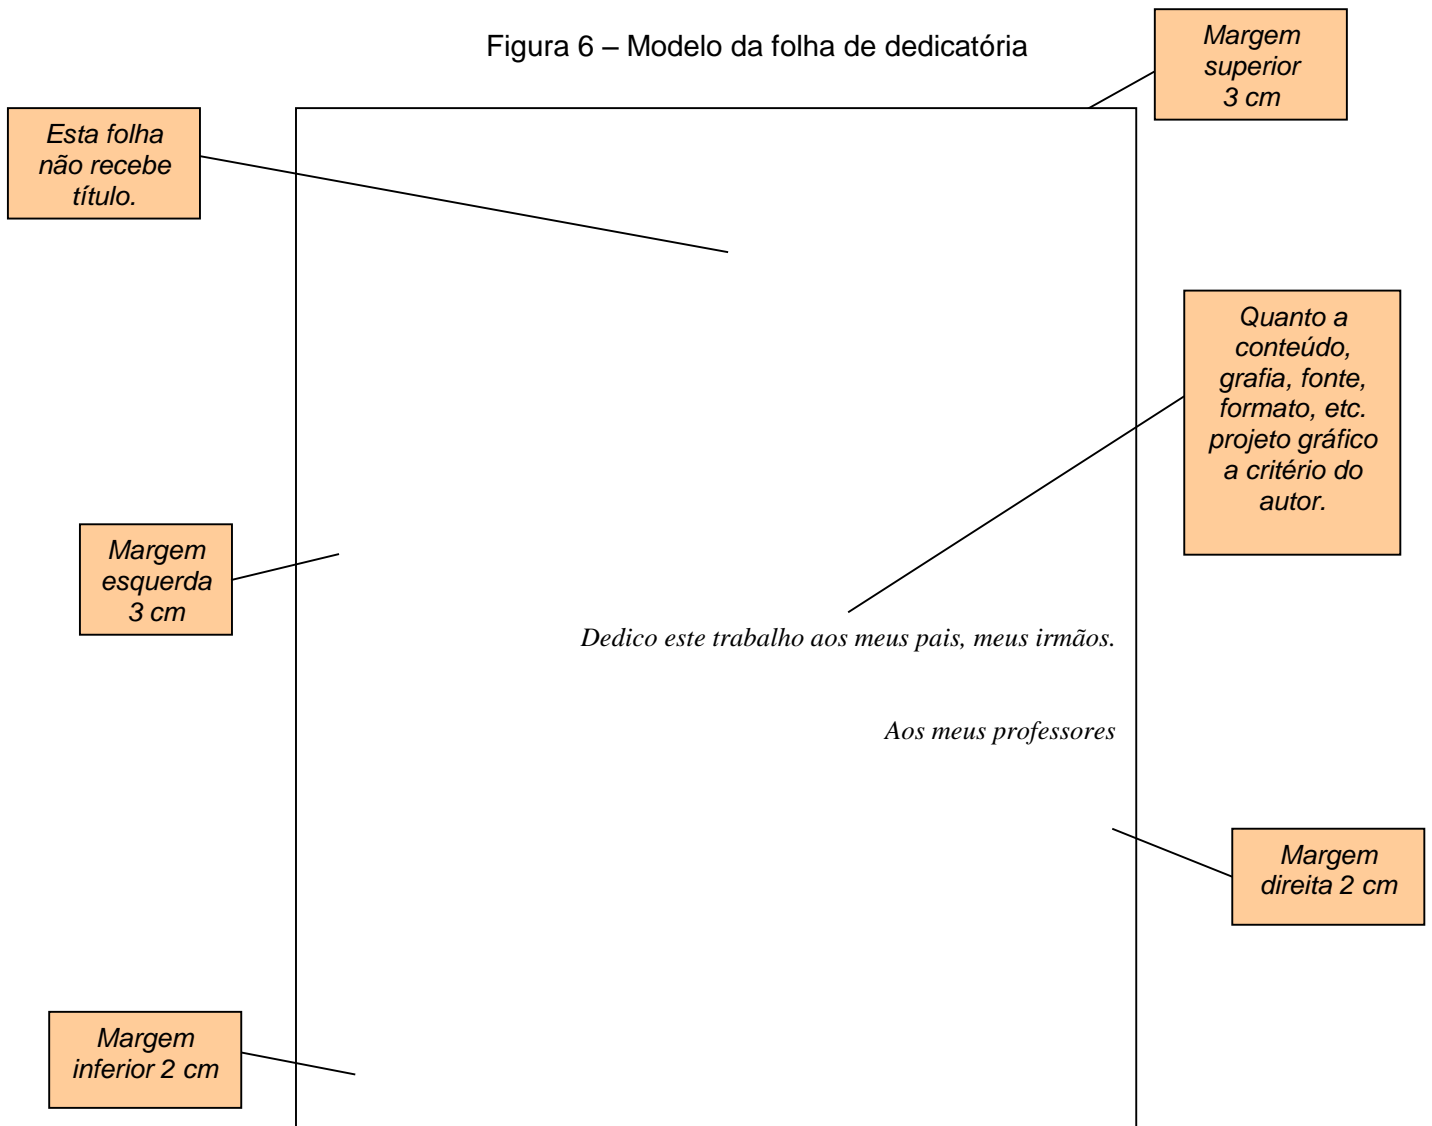 Figura 6 – Modelo da folha de dedicatória
Margem
superior
3 cm
Esta folha
não recebe
título.
Quanto a
conteúdo,
grafia, fonte,
formato, etc.
projeto gráfico
a critério do
autor.
Margem
esquerda
3 cm
Dedico este trabalho aos meus pais, meus irmãos.
Aos meus professores
Margem
direita 2 cm
Margem
inferior 2 cm